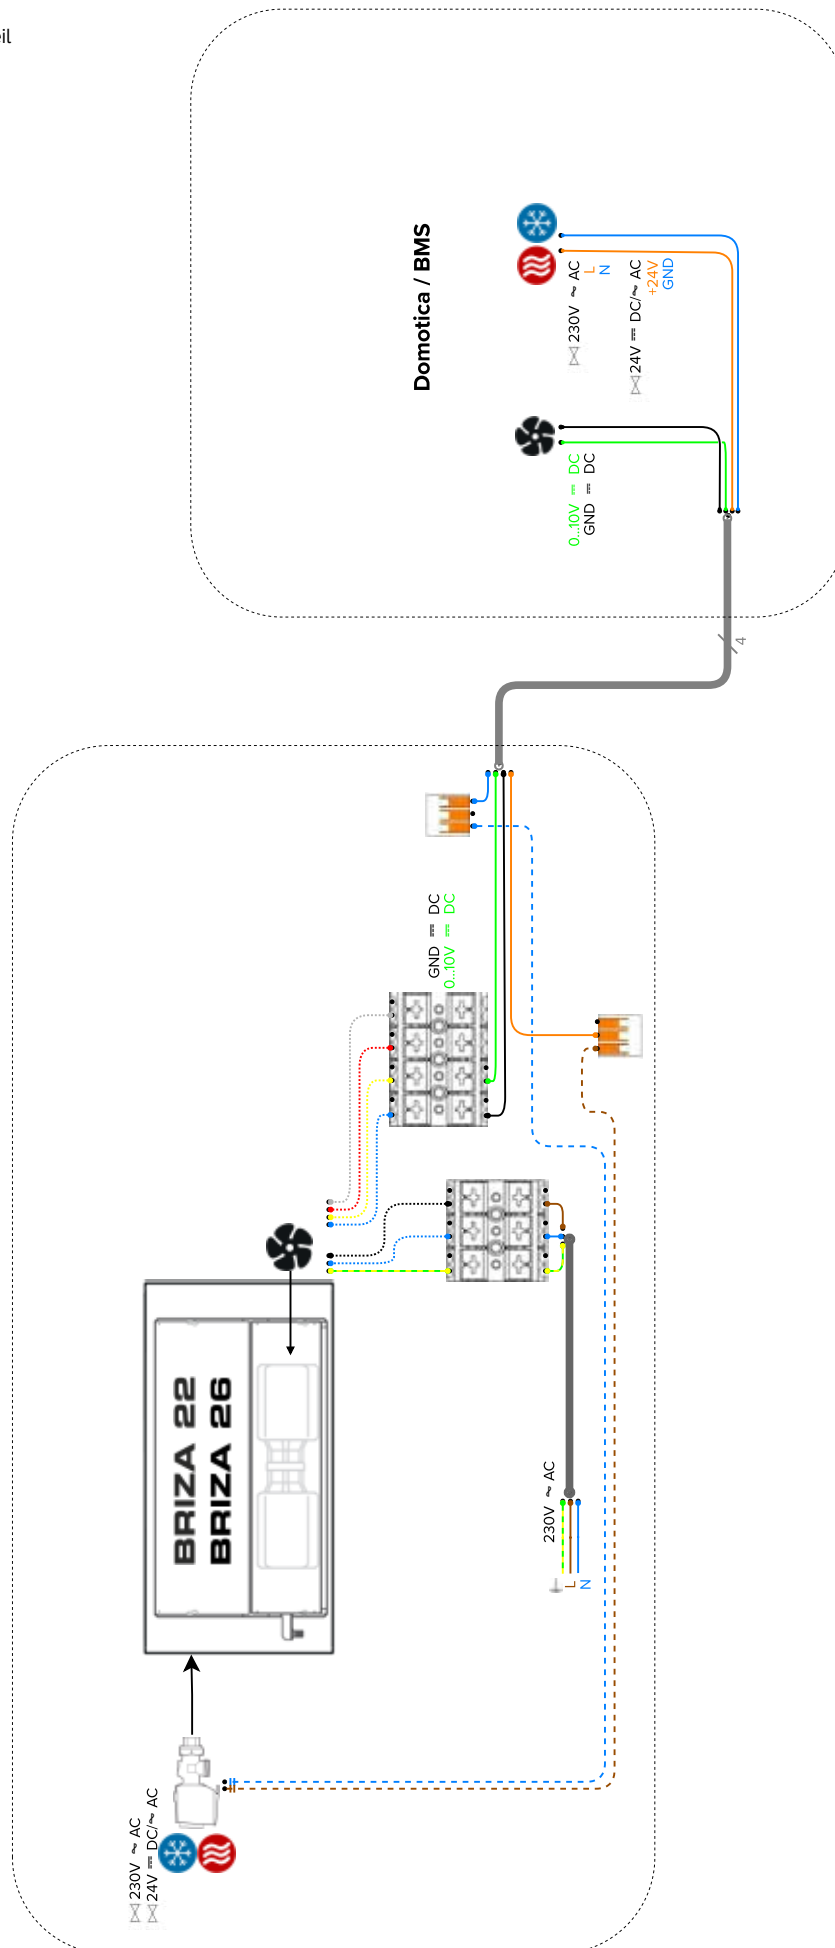 eil
Domotica / BMS
230V ~ AC
L
N
24V ⎓ DC/~ AC
+24V
GND
0...10V ⎓ DC
GND ⎓ DC
4
GND ⎓ DC
0...10V ⎓ DC
BRIZA 22
BRIZA 26
230V ~ AC
L
N
230V ~ AC
24V ⎓ DC/~ AC